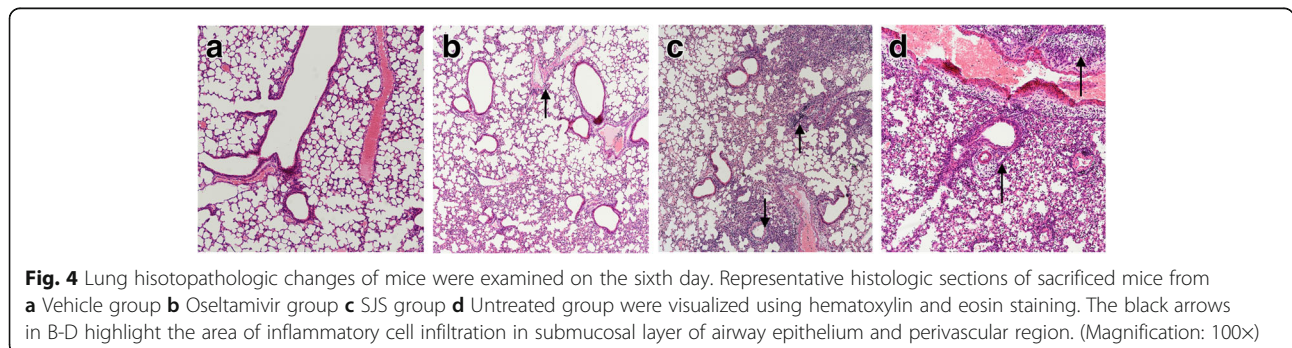 a
b
c
d
Fig. 4 Lung hisotopathologic changes of mice were examined on the sixth day. Representative histologic sections of sacrificed mice from
a Vehicle group b Oseltamivir group c SJS group d Untreated group were visualized using hematoxylin and eosin staining. The black arrows
in B-D highlight the area of inflammatory cell infiltration in submucosal layer of airway epithelium and perivascular region. (Magnification: 100×)